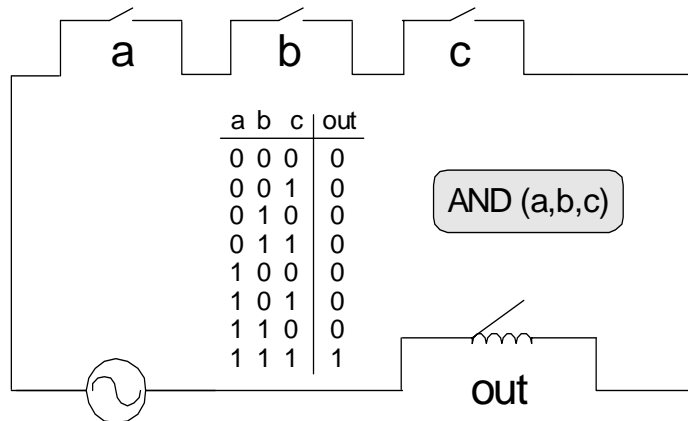 a b c
a b c out
0 0 0 0
0 0 1 0
0 1 0 0
0 1 1 0
1 0 0 0
1 0 1 0
1 1 0 0
1 1 1 1
AND (a,b,c)
out